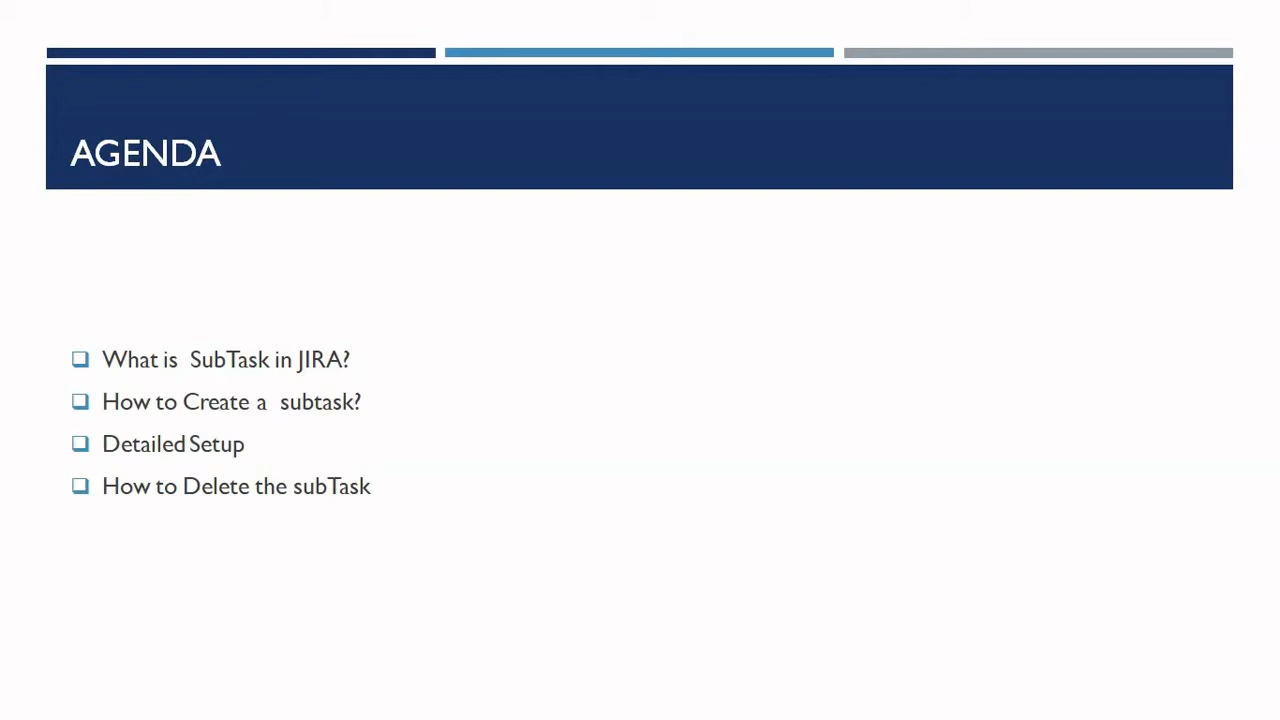 AGENDA
What is SubTask in JIRA?
How to Create a subtask?
Detailed Setup
How to Delete the subTask